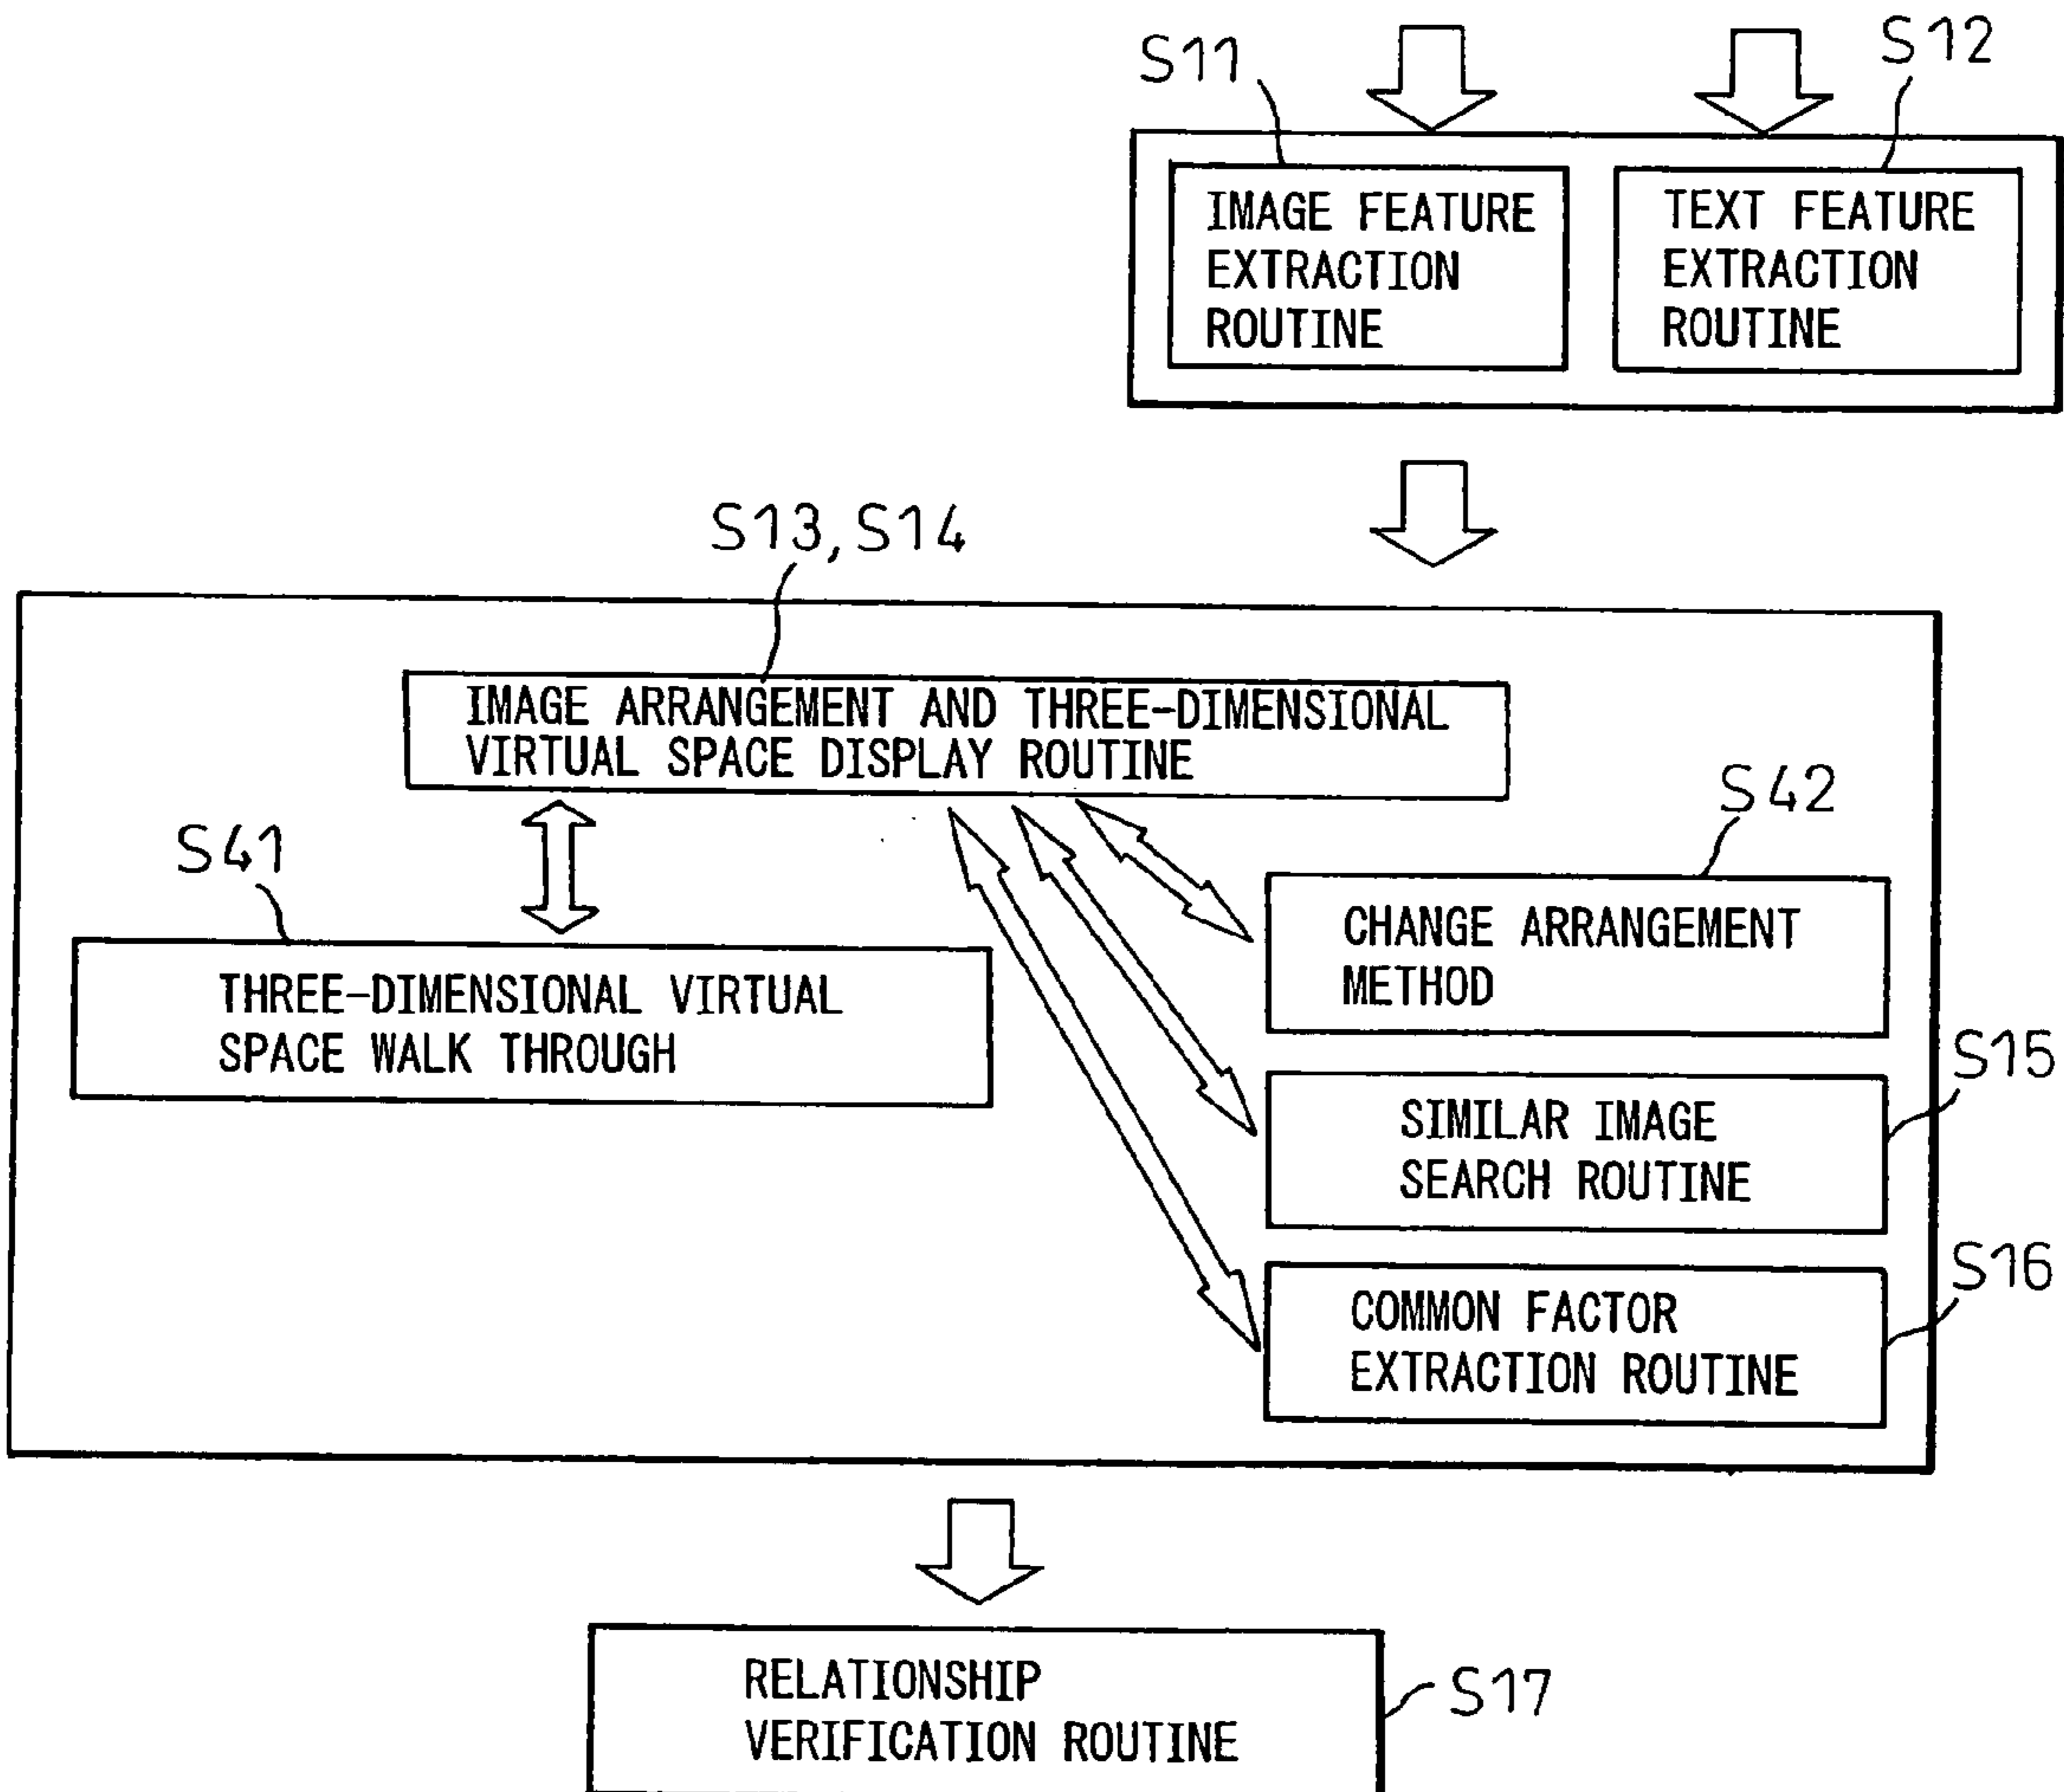 S11
S12
IMAGE FEATURE
EXTRACTION
ROUTINE
TEXT FEATURE
EXTRACTION
ROUTINE
S13, S14
IMAGE ARRANGEMENT AND THREE-DIMENSIONAL
VIRTUAL SPACE DISPLAY ROUTINE
S41
S42
THREE-DIMENSIONAL VIRTUAL
SPACE WALK THROUGH
CHANGE ARRANGEMENT
METHOD
S15
SIMILAR IMAGE
SEARCH ROUTINE
S16
COMMON FACTOR
EXTRACTION ROUTINE
RELATIONSHIP
VERIFICATION ROUTINE
S17